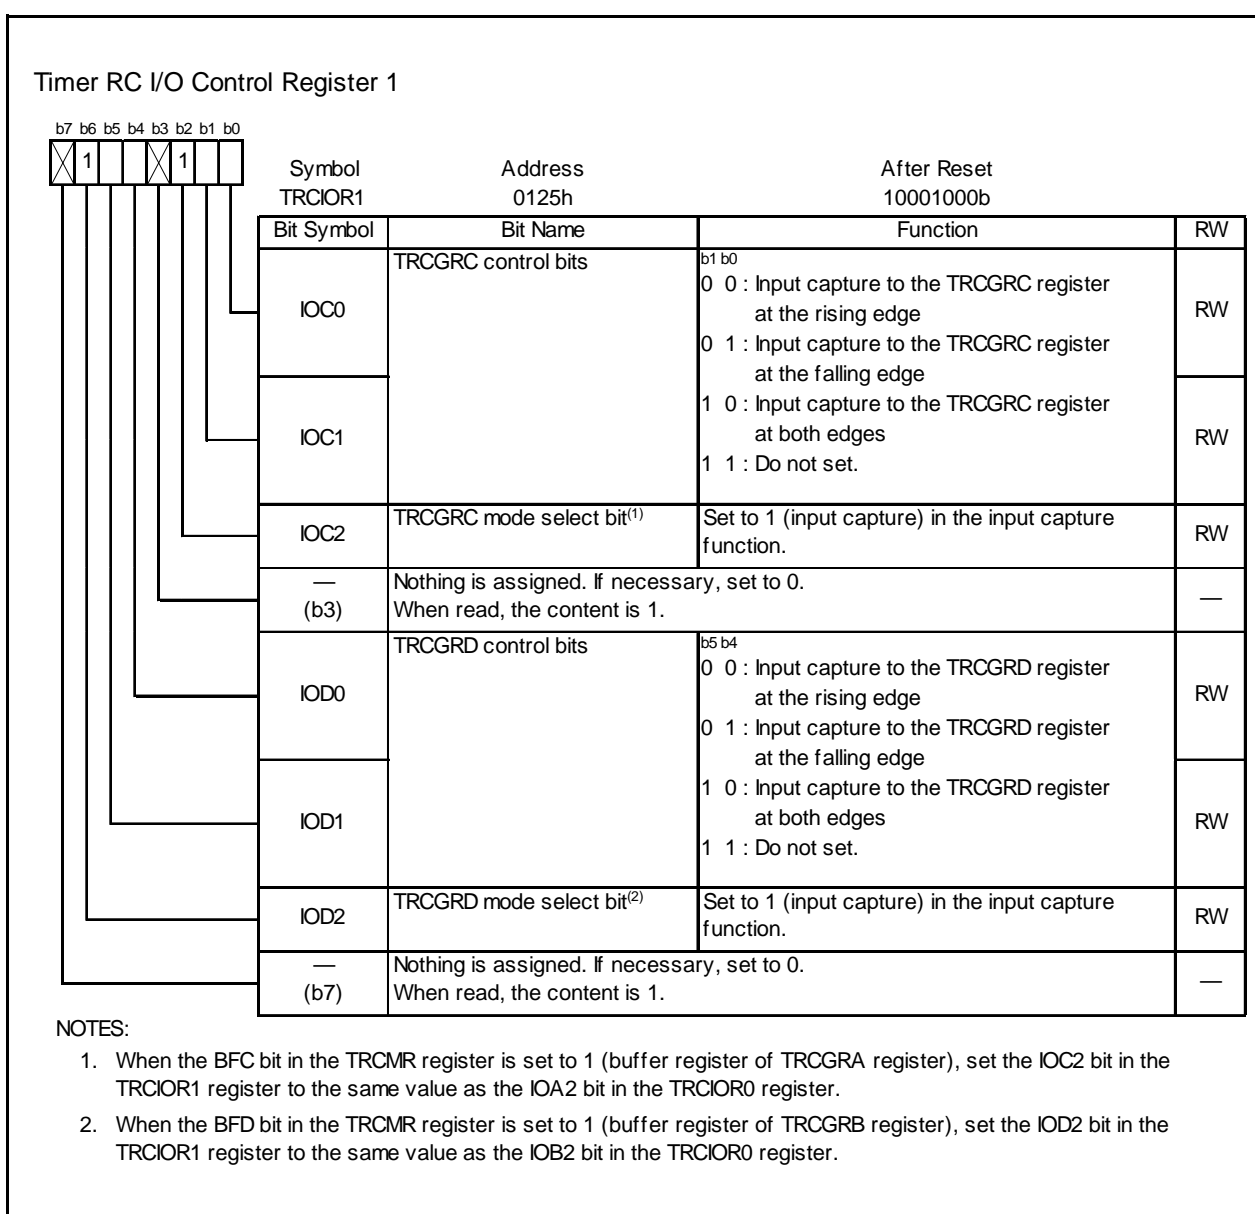 Timer RC I/O Control Register 1
b7 b6 b5 b4 b3 b2 b1 b0
1 1
Symbol Address After Reset
TRCIOR1 0125h 10001000b
Bit Symbol Bit Name Function RW
IOC0 TRCGRC control bits b1 b0
0 0 : Input capture to the TRCGRC register
at the rising edge RW
0 1 : Input capture to the TRCGRC register
at the falling edge
IOC1 1 0 : Input capture to the TRCGRC register
at both edges RW
1 1 : Do not set.
IOC2 TRCGRC mode select bit(1) Set to 1 (input capture) in the input capture
function. RW
— Nothing is assigned. If necessary, set to 0.
(b3) When read, the content is 1. —
IOD0 TRCGRD control bits b5 b4
0 0 : Input capture to the TRCGRD register
at the rising edge RW
0 1 : Input capture to the TRCGRD register
at the falling edge
IOD1 1 0 : Input capture to the TRCGRD register
at both edges RW
1 1 : Do not set.
IOD2 TRCGRD mode select bit(2) Set to 1 (input capture) in the input capture
function. RW
— Nothing is assigned. If necessary, set to 0.
(b7) When read, the content is 1. —
NOTES:
1. When the BFC bit in the TRCMR register is set to 1 (buffer register of TRCGRA register), set the IOC2 bit in the
TRCIOR1 register to the same value as the IOA2 bit in the TRCIOR0 register.
2. When the BFD bit in the TRCMR register is set to 1 (buffer register of TRCGRB register), set the IOD2 bit in the
TRCIOR1 register to the same value as the IOB2 bit in the TRCIOR0 register.